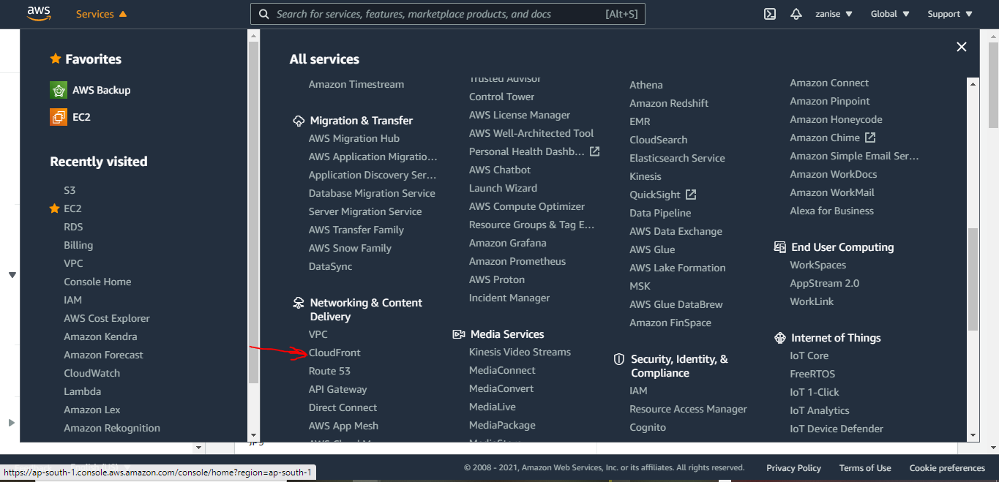 aws
Services
Search for services, features, marketplace products, and docs
[Alt+S]
zanise
Global
Support
Favorites
AWS Backup
EC2
Recently visited
S3
EC2
RDS
Billing
VPC
Console Home
IAM
AWS Cost Explorer
Amazon Kendra
Amazon Forecast
CloudWatch
Lambda
Amazon Lex
Amazon Rekognition
All services
Amazon Timestream
Migration & Transfer
AWS Migration Hub
AWS Application Migratio...
Application Discovery Ser...
Database Migration Service
Server Migration Service
AWS Transfer Family
AWS Snow Family
DataSync
Networking & Content
Delivery
VPC
CloudFront
Route 53
API Gateway
Direct Connect
AWS App Mesh
Trusted Advisor
Control Tower
AWS License Manager
AWS Well-Architected Tool
Personal Health Dashb...
AWS Chatbot
Launch Wizard
AWS Compute Optimizer
Resource Groups & Tag E...
Amazon Grafana
Amazon Prometheus
AWS Proton
Incident Manager
Media Services
Kinesis Video Streams
MediaConnect
MediaConvert
MediaLive
MediaPackage
Athena
Amazon Redshift
EMR
CloudSearch
Elasticsearch Service
Kinesis
QuickSight
Data Pipeline
AWS Data Exchange
AWS Glue
AWS Lake Formation
MSK
AWS Glue DataBrew
Amazon FinSpace
Security, Identity, &
Compliance
IAM
Resource Access Manager
Cognito
Amazon Connect
Amazon Pinpoint
Amazon Honeycode
Amazon Chime
Amazon Simple Email Ser...
Amazon WorkDocs
Amazon WorkMail
Alexa for Business
End User Computing
WorkSpaces
AppStream 2.0
WorkLink
Internet of Things
IoT Core
FreeRTOS
IoT 1-Click
IoT Analytics
IoT Device Defender
jpg
© 2008 - 2021, Amazon Web Services, Inc. or its affiliates. All rights reserved.
Privacy Policy
Terms of Use
Cookie preferences
https://ap-south-1.console.aws.amazon.com/console/home?region=ap-south-1